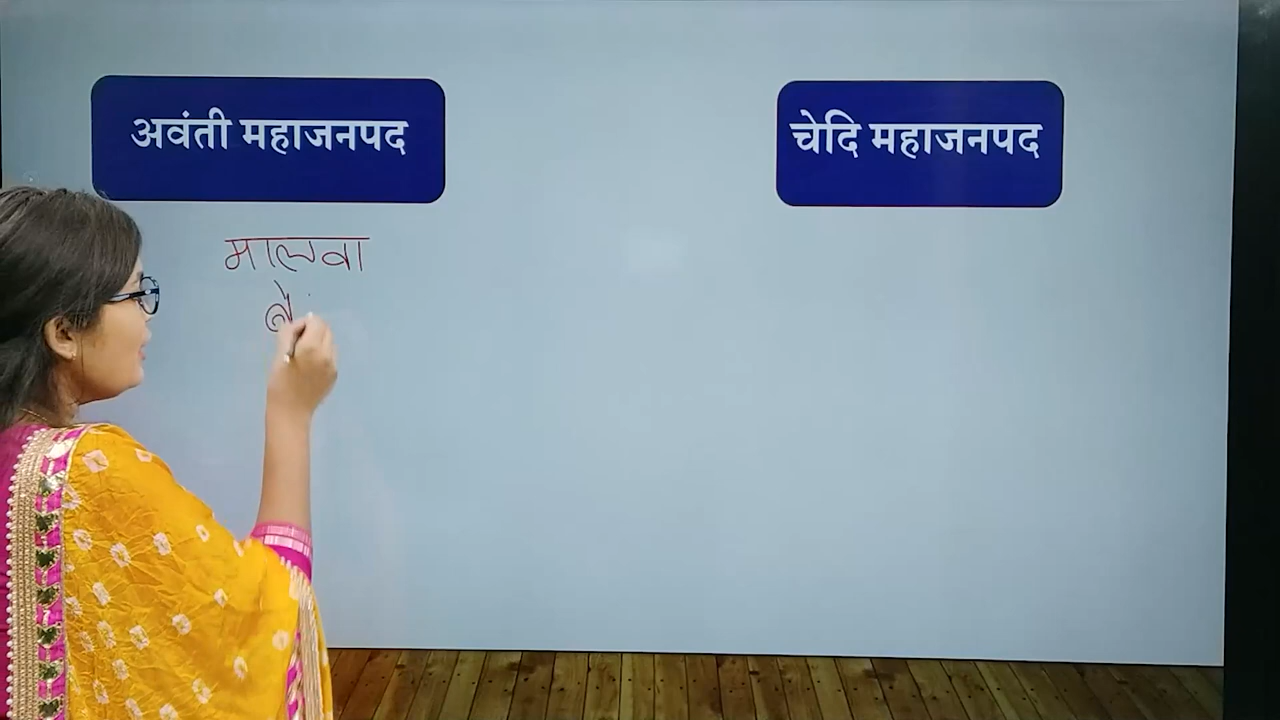 अवंती महाजनपद
चेदि महाजनपद
मालवा